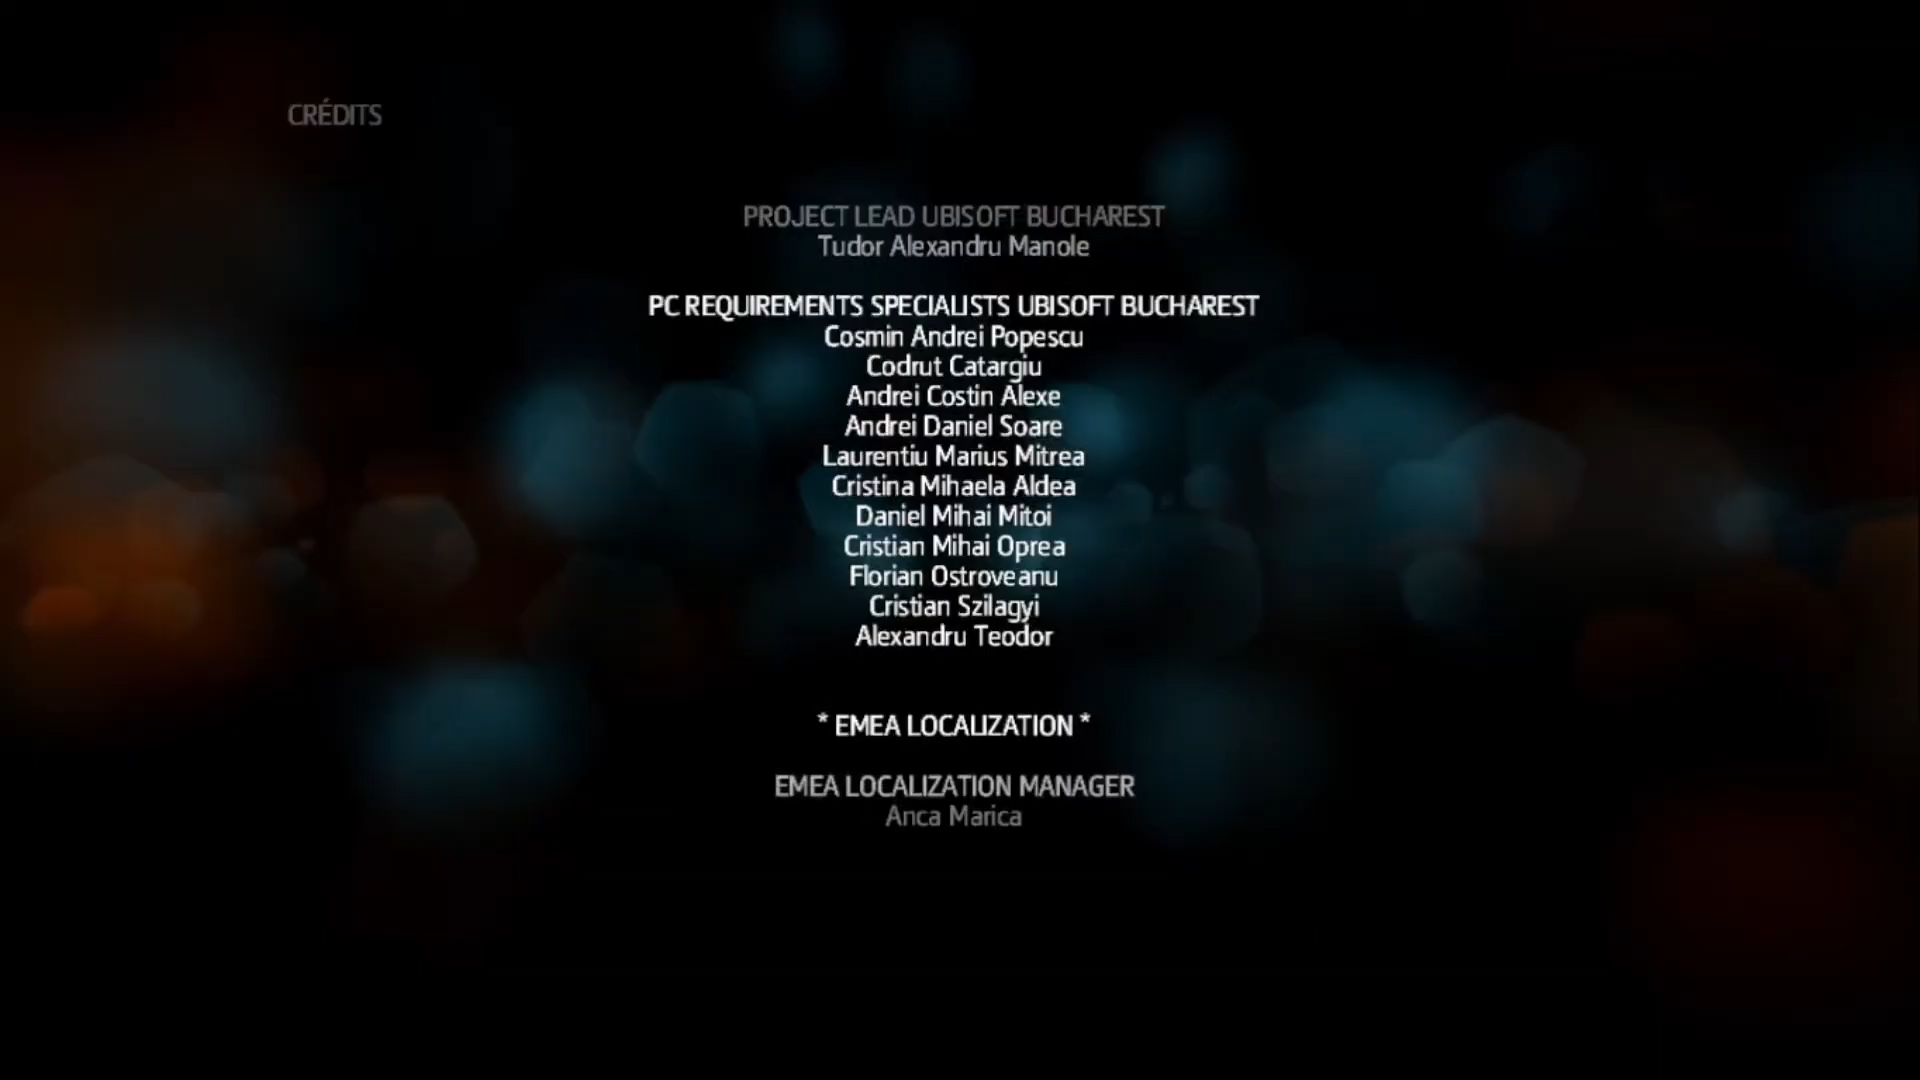 CRÉDITS
PROJECT LEAD UBISOFT BUCHAREST
Tudor Alexandru Manole
PC REQUIREMENTS SPECIALISTS UBISOFT BUCHAREST
Cosmin Andrei Popescu
Codrut Catargiu
Andrei Costin Alexe
Andrei Daniel Soare
Laurentiu Marius Mitrea
Cristina Mihaela Aldea
Daniel Mihai Mitoi
Cristian Mihai Oprea
Florian Ostroveanu
Cristian Szilagyi
Alexandru Teodor
* EMEA LOCALIZATION *
EMEA LOCALIZATION MANAGER
Anca Marica